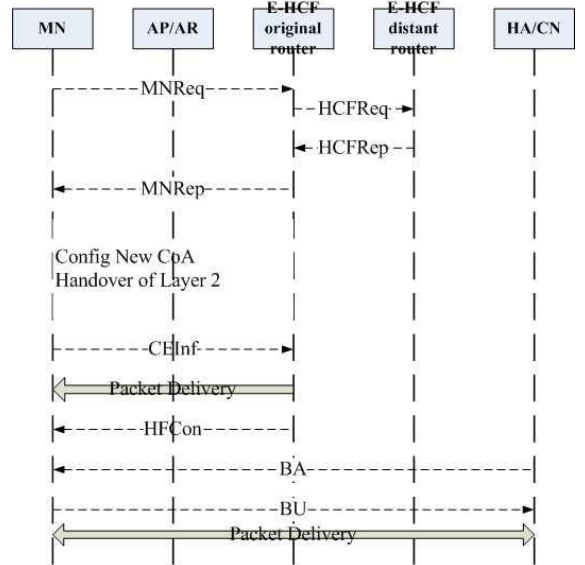 MN
AP/AR
E-HCF
original
router
E-HCF
distant
router
HA/CN
MNReq
HCFReq
HCFRep
MNRep
Config New CoA
Handover of Layer 2
CEInf
Packet Delivery
HFCon
BA
BU
Packet Delivery